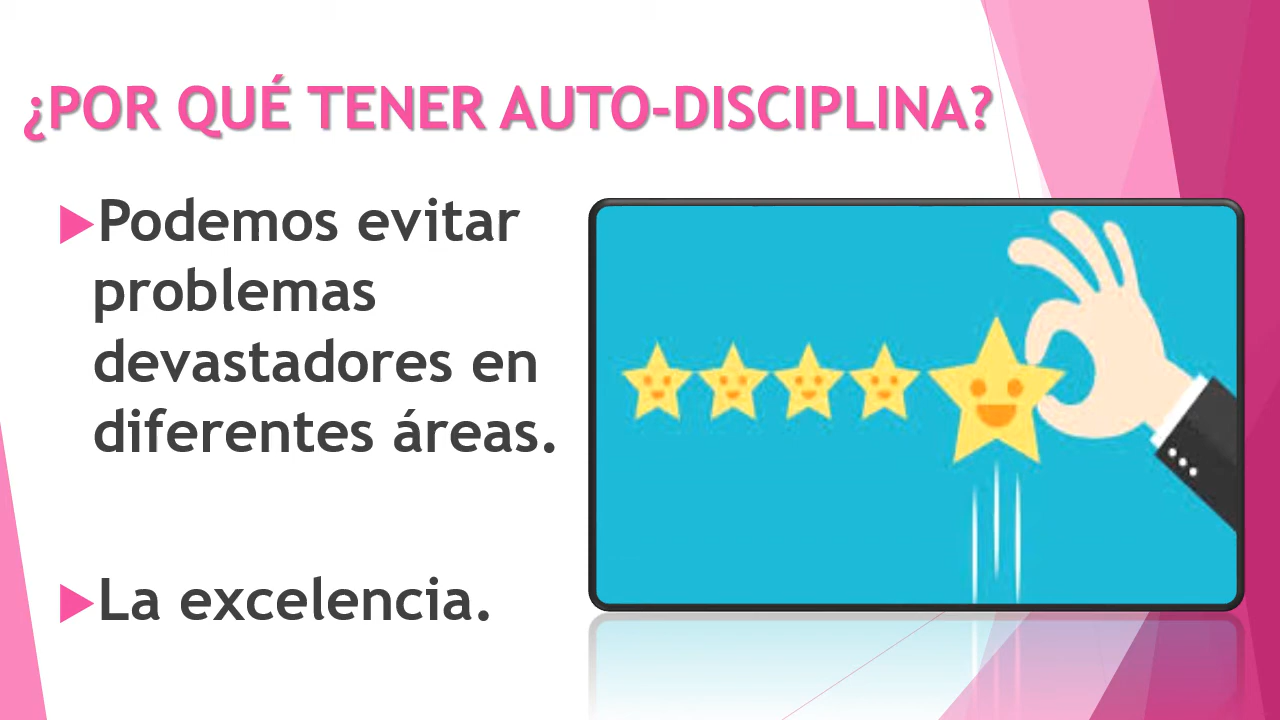 ¿POR QUÉ TENER AUTO-DISCIPLINA?
Podemos evitar
problemas
devastadores en
diferentes áreas.
La excelencia.